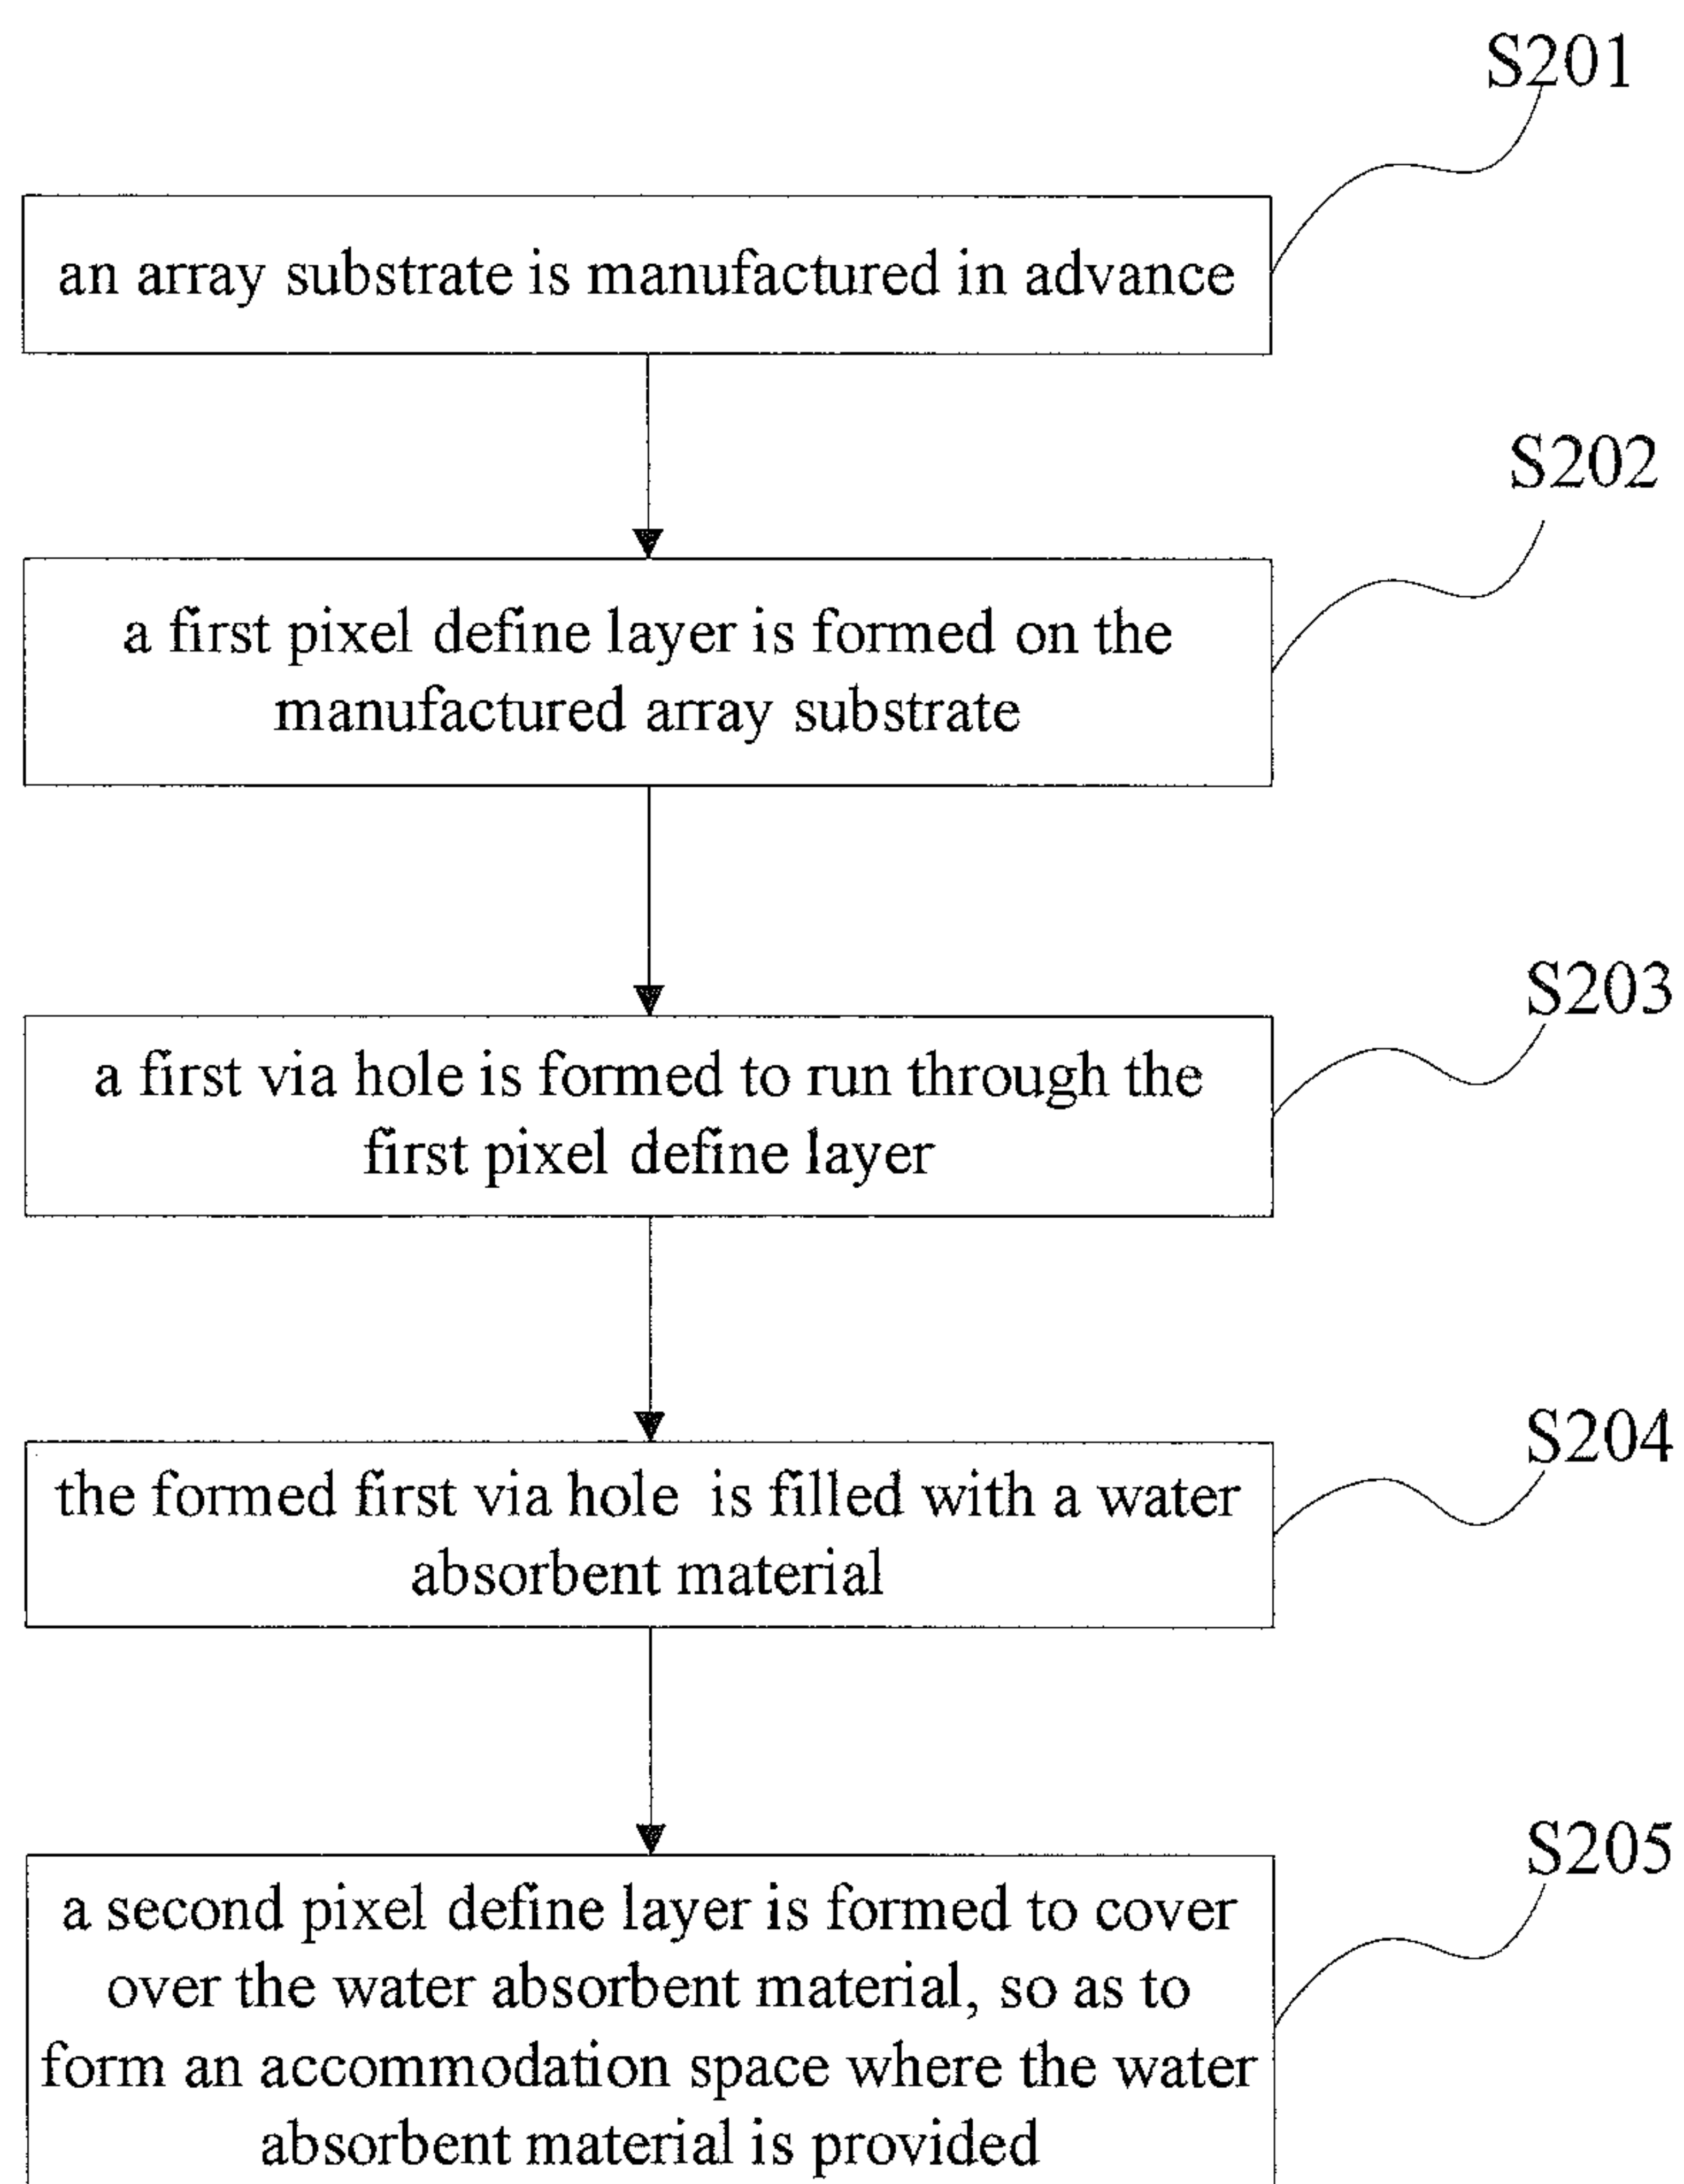 S201
an array substrate is manufactured in advance
S202
a first pixel define layer is formed on the
manufactured array substrate
S203
a first via hole is formed to run through the
first pixel define layer
S204
the formed first via hole is filled with a water
absorbent material
S205
a second pixel define layer is formed to cover
over the water absorbent material, so as to
form an accommodation space where the water
absorbent material is provided